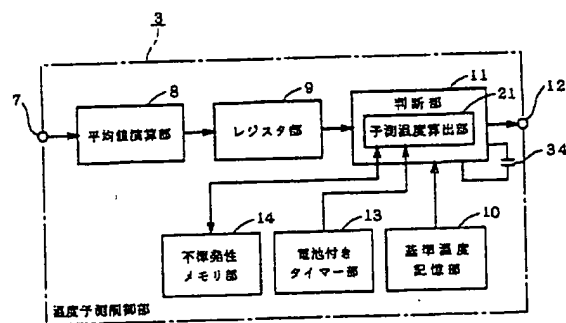 3
7
8
平均値演算部
9
レジスタ部
11
判断部
21
予測温度算出部
12
34
14
不揮発性
メモリ部
13
電池付き
タイマー部
10
基準温度
記憶部
温度予測制御部